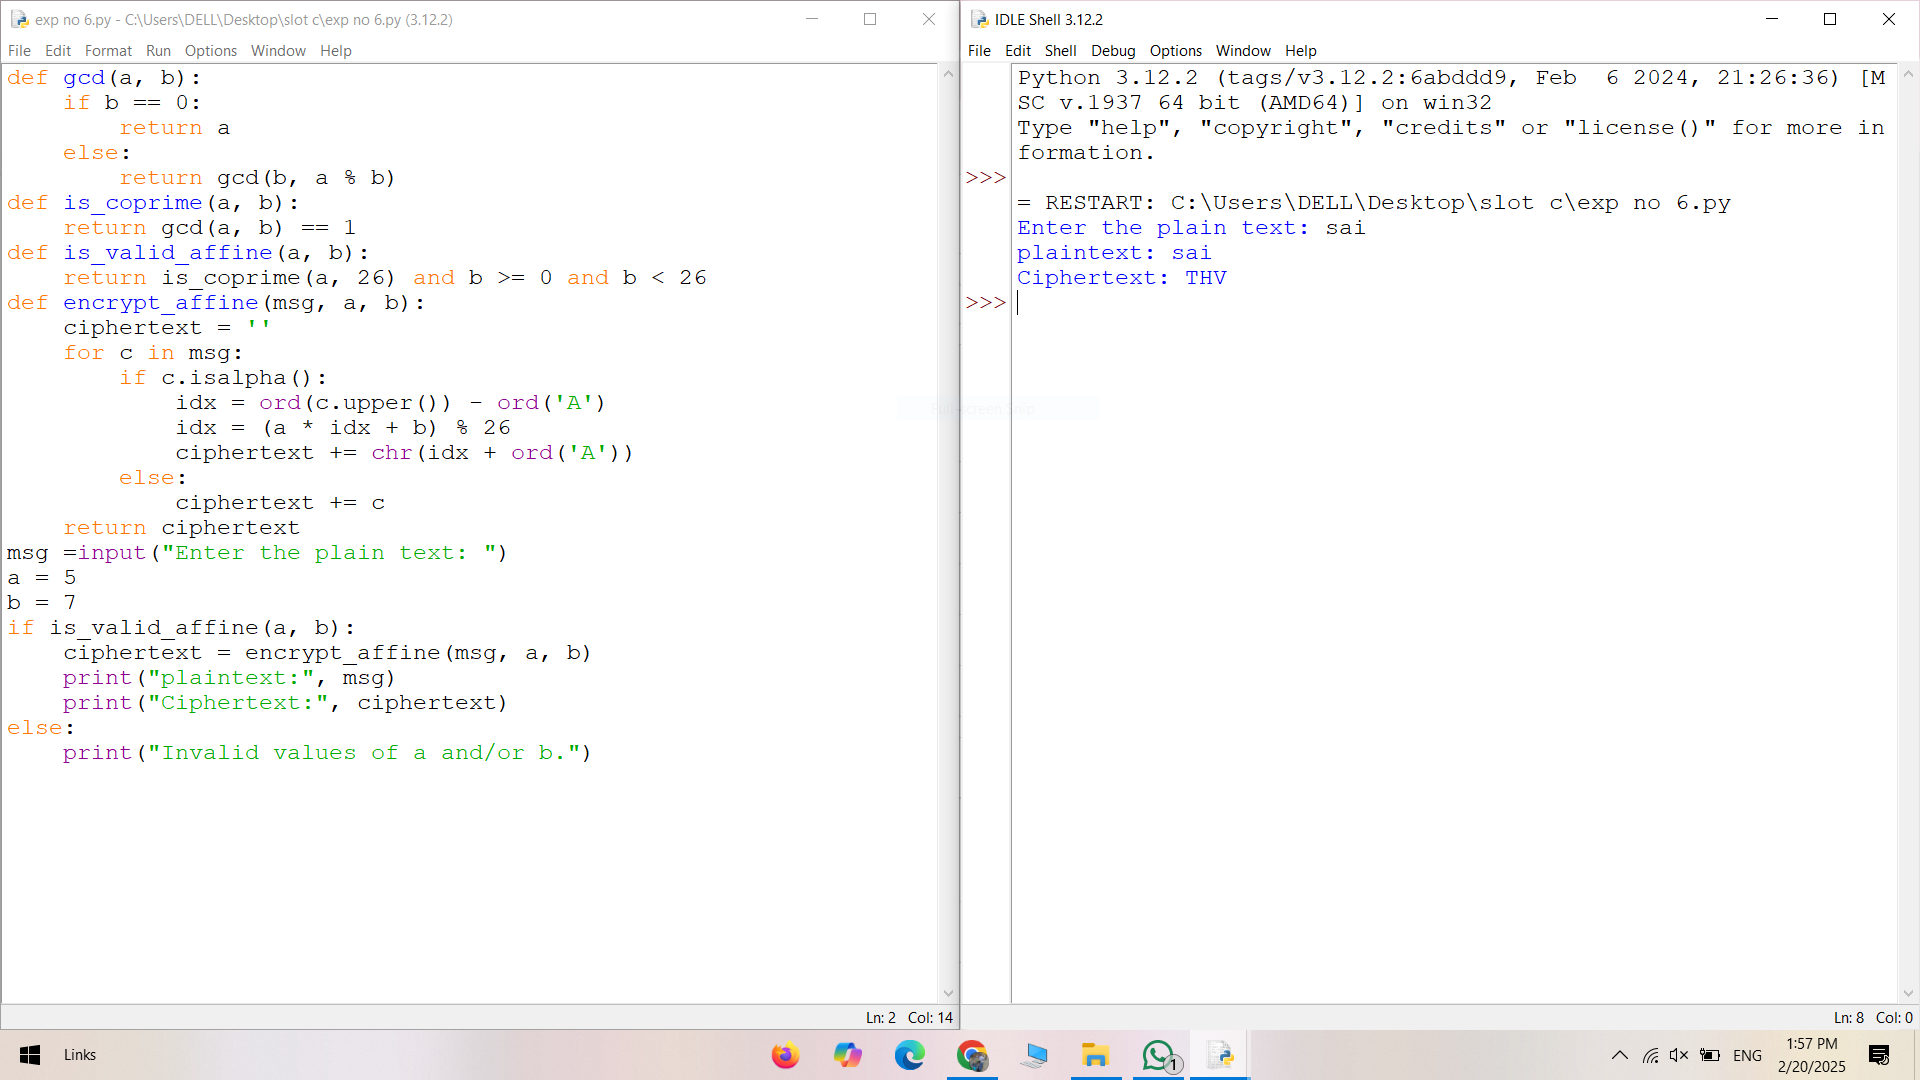 exp no 6.py - C:\Users\DELL\Desktop\slot c\exp no 6.py (3.12.2)
File Edit Format Run Options Window Help
def gcd(a, b):
    if b == 0:
        return a
    else:
        return gcd(b, a % b)
def is_coprime(a, b):
    return gcd(a, b) == 1
def is_valid_affine(a, b):
    return is_coprime(a, 26) and b >= 0 and b < 26
def encrypt_affine(msg, a, b):
    ciphertext = ''
    for c in msg:
        if c.isalpha():
            idx = ord(c.upper()) - ord('A')
            idx = (a * idx + b) % 26
            ciphertext += chr(idx + ord('A'))
        else:
            ciphertext += c
    return ciphertext
msg =input("Enter the plain text: ")
a = 5
b = 7
if is_valid_affine(a, b):
    ciphertext = encrypt_affine(msg, a, b)
    print("plaintext:", msg)
    print("Ciphertext:", ciphertext)
else:
    print("Invalid values of a and/or b.")
Ln: 2 Col: 14
IDLE Shell 3.12.2
File Edit Shell Debug Options Window Help
Python 3.12.2 (tags/v3.12.2:6abddd9, Feb  6 2024, 21:26:36) [M
SC v.1937 64 bit (AMD64)] on win32
Type "help", "copyright", "credits" or "license()" for more in
formation.
>>>
= RESTART: C:\Users\DELL\Desktop\slot c\exp no 6.py
Enter the plain text: sai
plaintext: sai
Ciphertext: THV
>>>
Ln: 8 Col: 0
Links
1
ENG
1:57 PM
2/20/2025